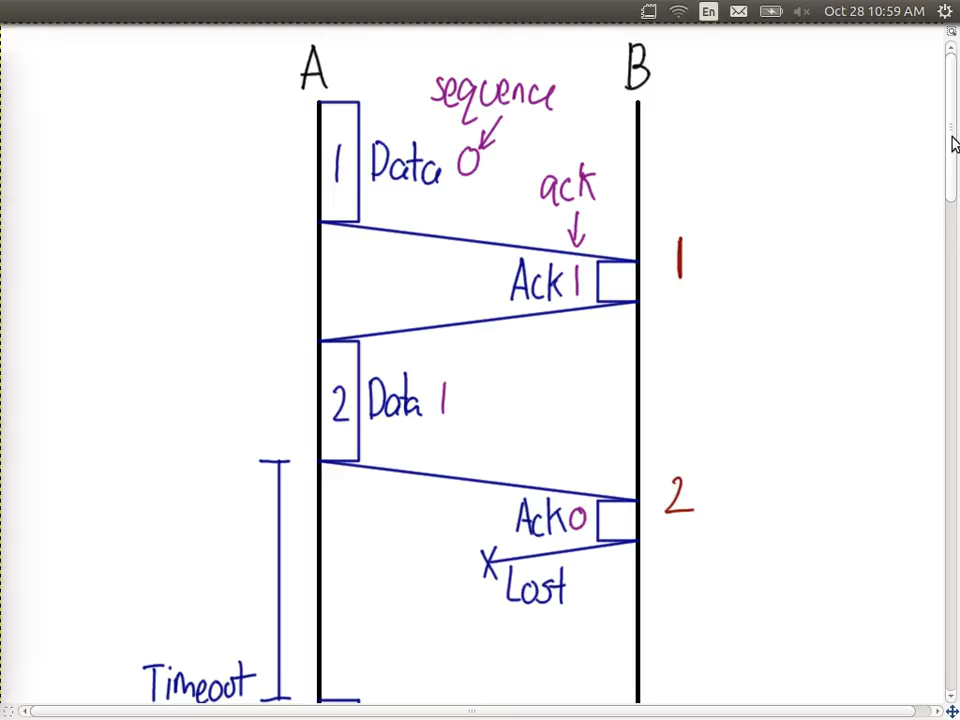 En Oct 28 10:59 AM
A B
sequence
1 Data 0
ack
1
Ack 1
2 Data 1
2
Ack 0
Lost
Timeout